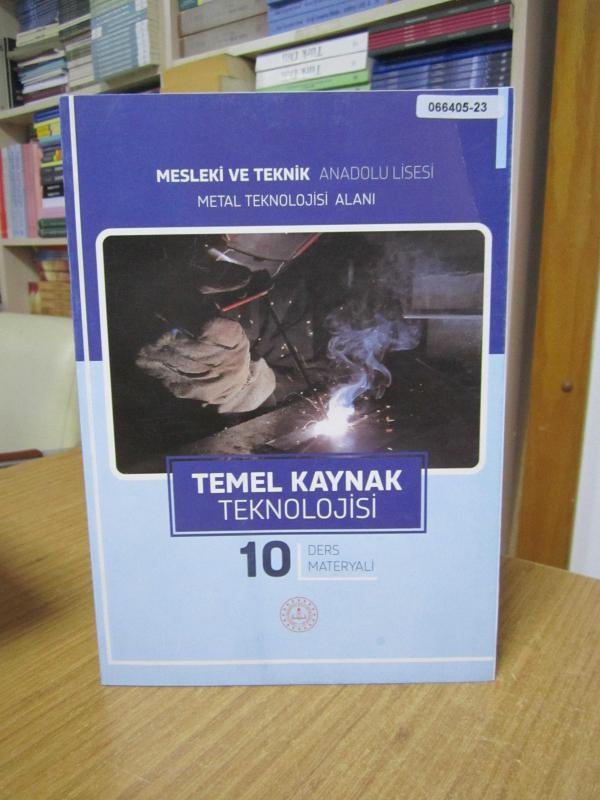 066405-23
MESLEKİ VE TEKNİK ANADOLU LİSESİ
METAL TEKNOLOJİSİ ALANI
TEMEL KAYNAK
TEKNOLOJİSİ
10
DERS
MATERYALİ